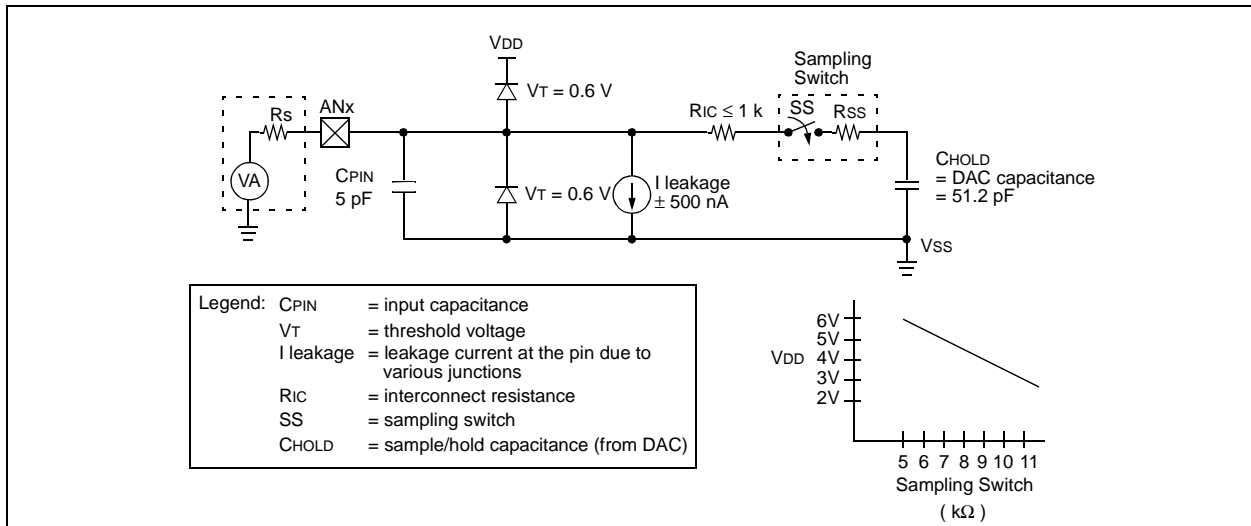 VDD
Sampling
Switch
VT = 0.6 V
RS
ANx
RIC ≤ 1 k
SS
RSS
VA
CPIN
5 pF
VT = 0.6 V
I leakage
± 500 nA
CHOLD
= DAC capacitance
= 51.2 pF
VSS
Legend: CPIN = input capacitance
VT = threshold voltage
I leakage = leakage current at the pin due to
various junctions
RIC = interconnect resistance
SS = sampling switch
CHOLD = sample/hold capacitance (from DAC)
6V
5V
VDD 4V
3V
2V
5 6 7 8 9 10 11
Sampling Switch
( kΩ )